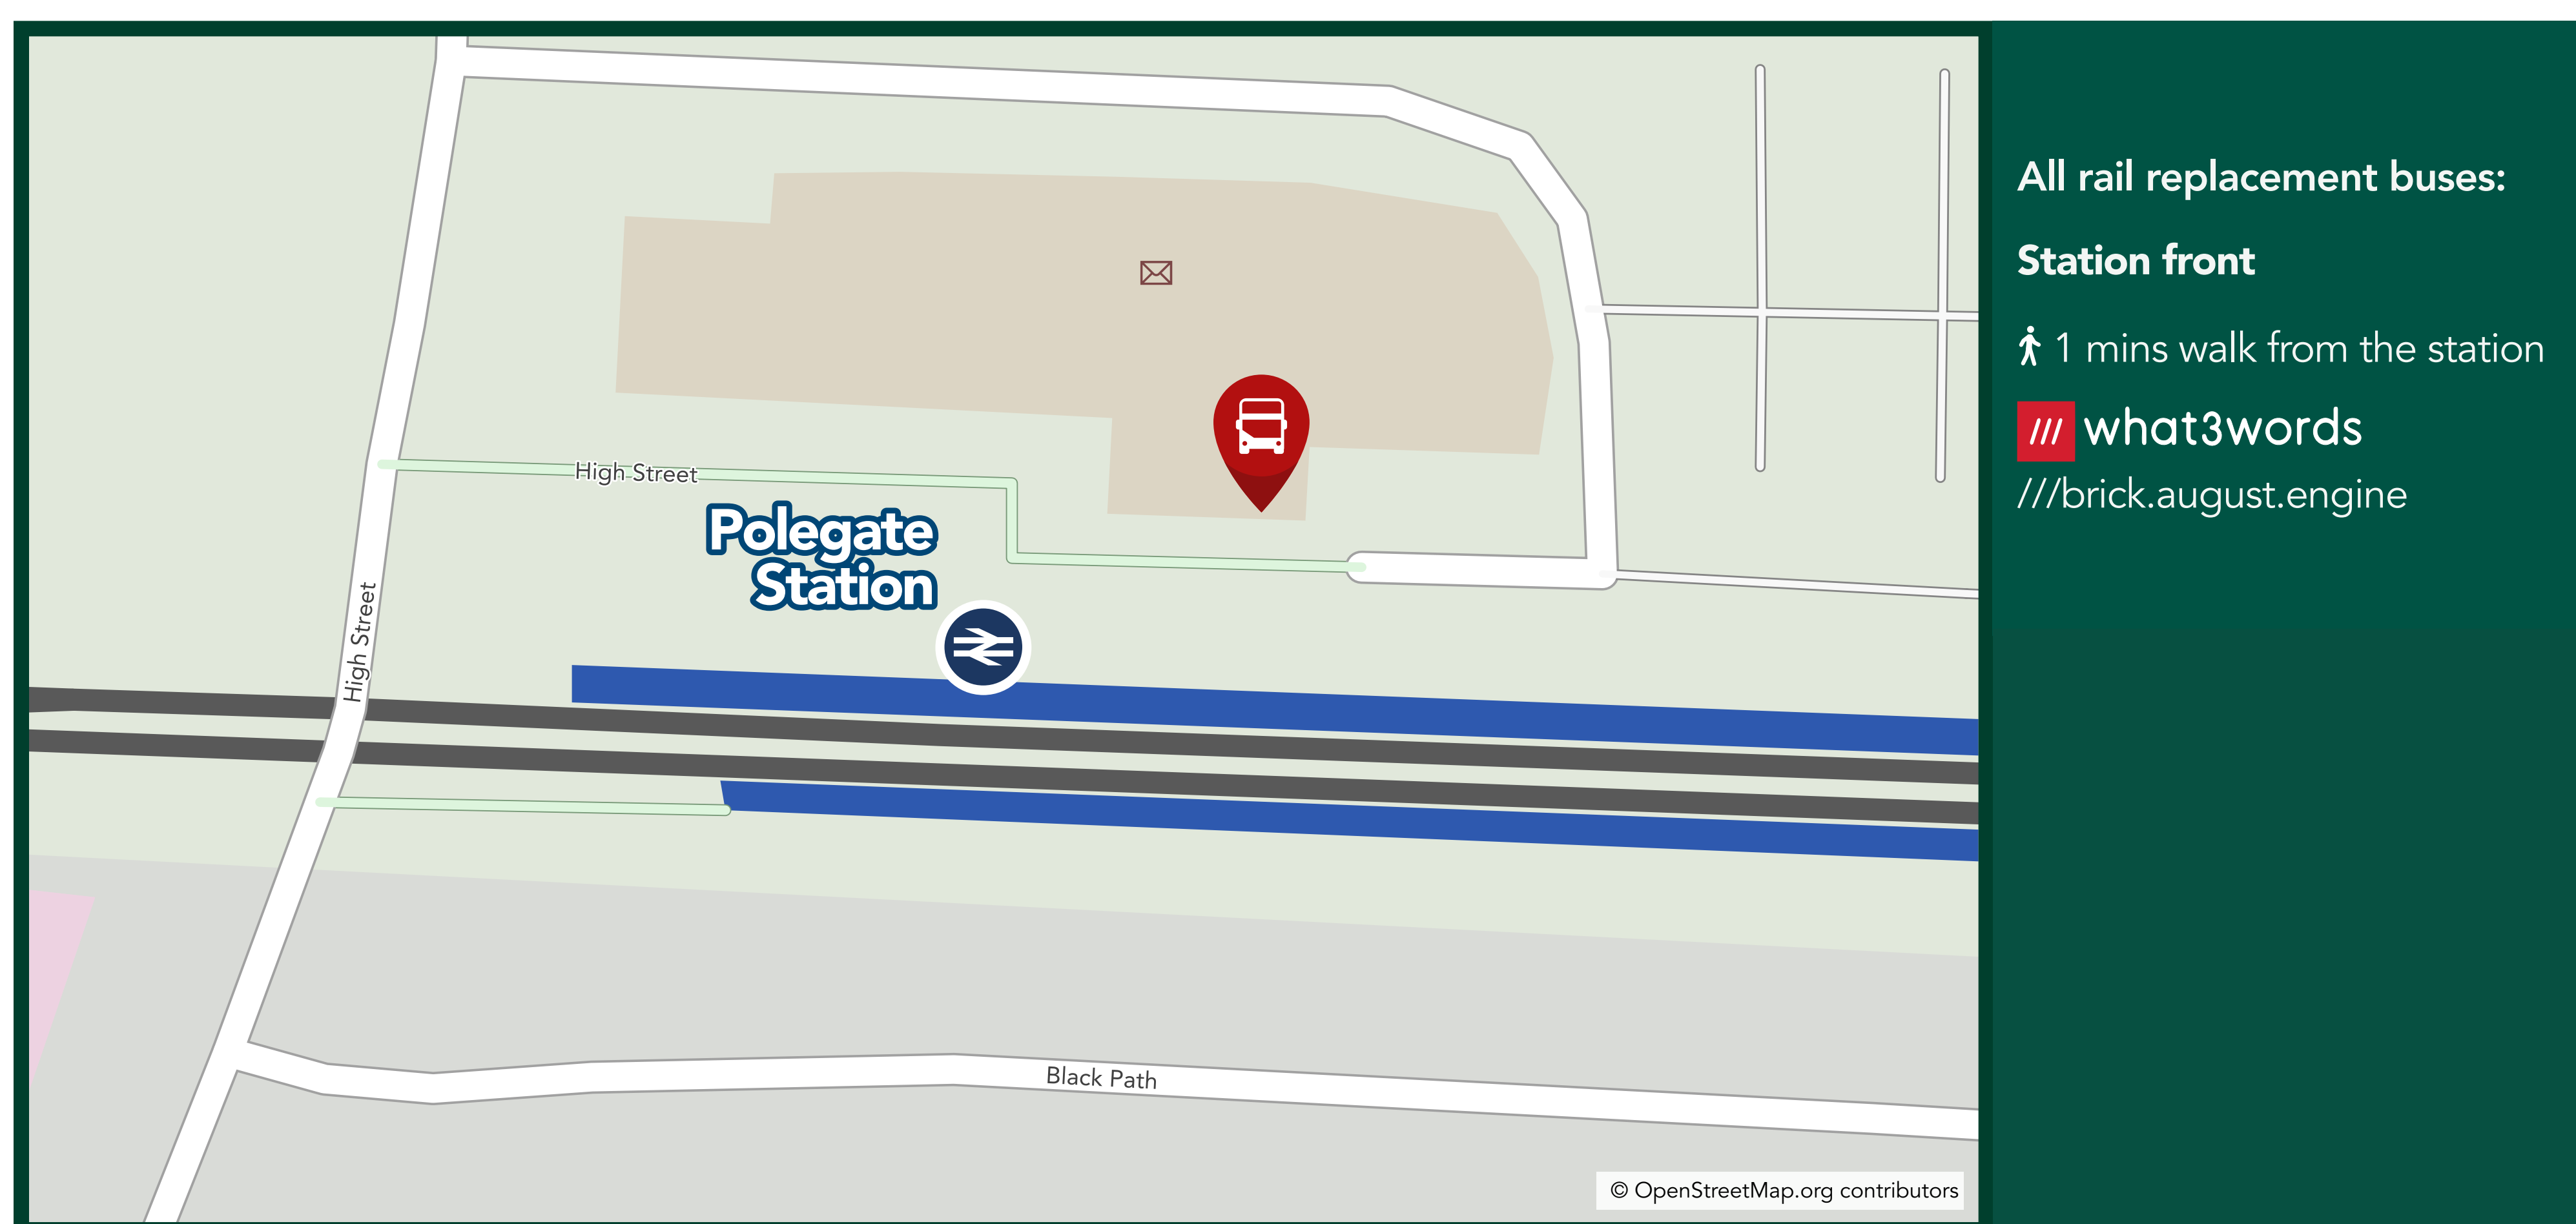 High Street
Polegate
Station
High Street
Black Path
© OpenStreetMap.org contributors
All rail replacement buses:
Station front
1 mins walk from the station
/// what3words
///brick.august.engine